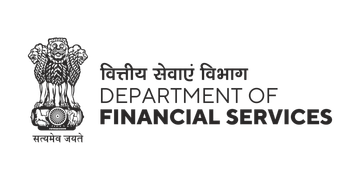 वित्तीय सेवाएं विभाग
DEPARTMENT OF
FINANCIAL SERVICES
सत्यमेव जयते